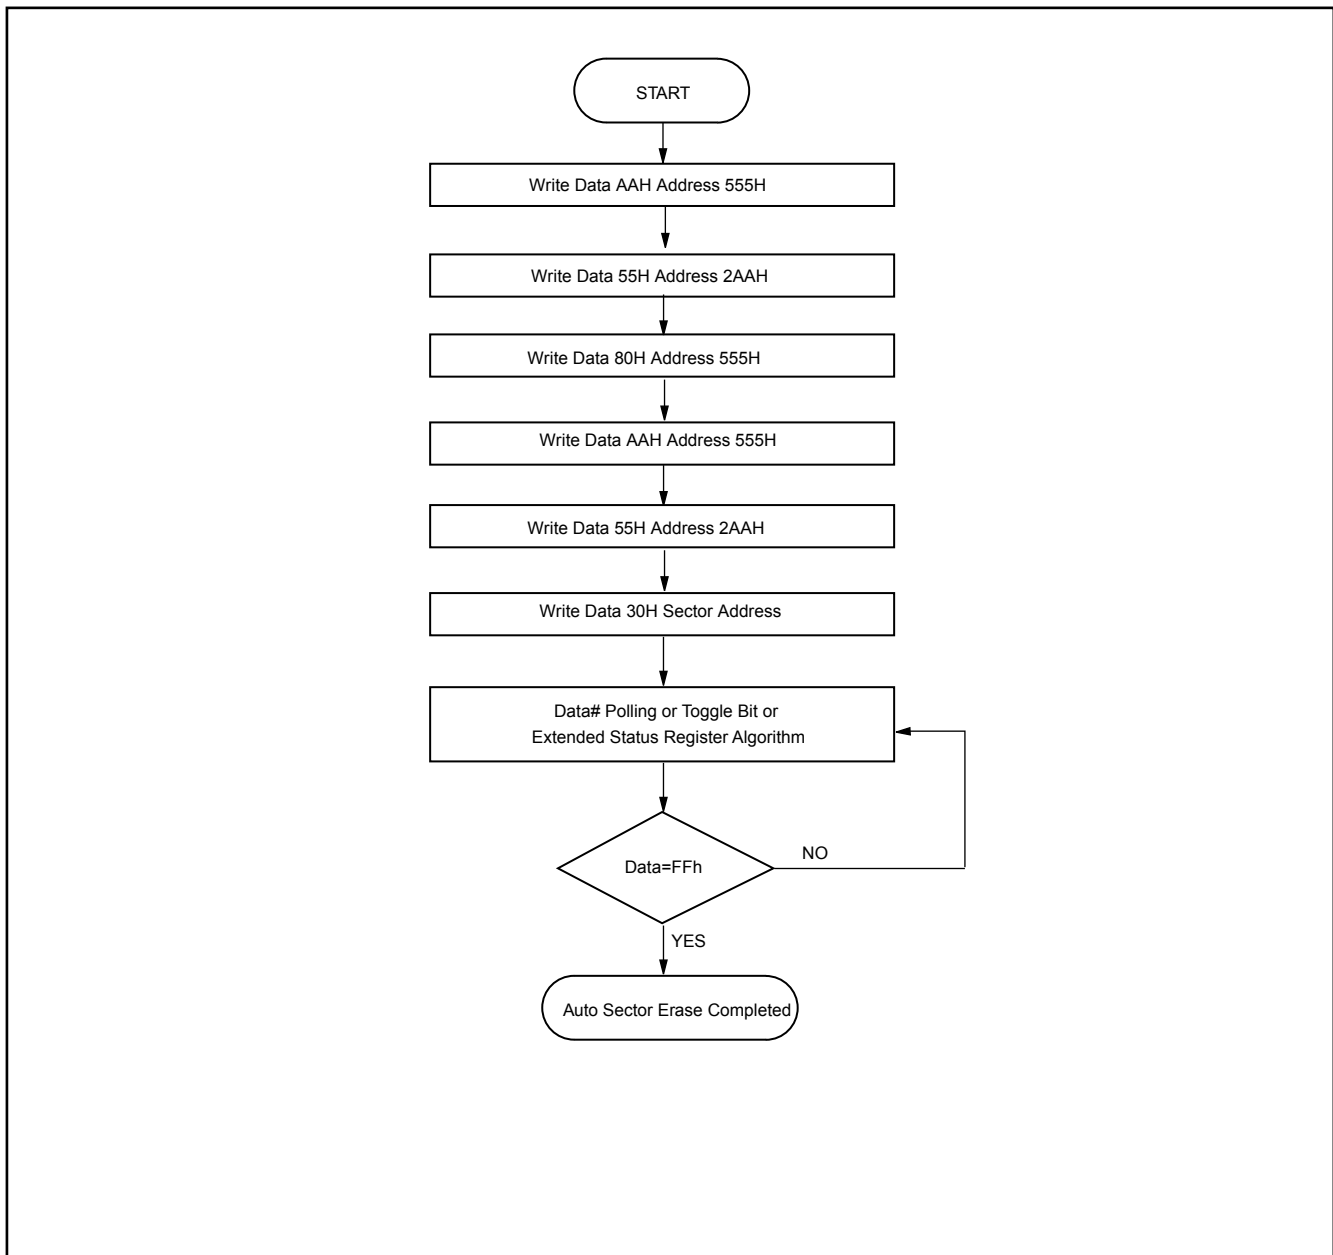 START
Write Data AAH Address 555H
Write Data 55H Address 2AAH
Write Data 80H Address 555H
Write Data AAH Address 555H
Write Data 55H Address 2AAH
Write Data 30H Sector Address
Data# Polling or Toggle Bit or
Extended Status Register Algorithm
Data=FFh
NO
YES
Auto Sector Erase Completed